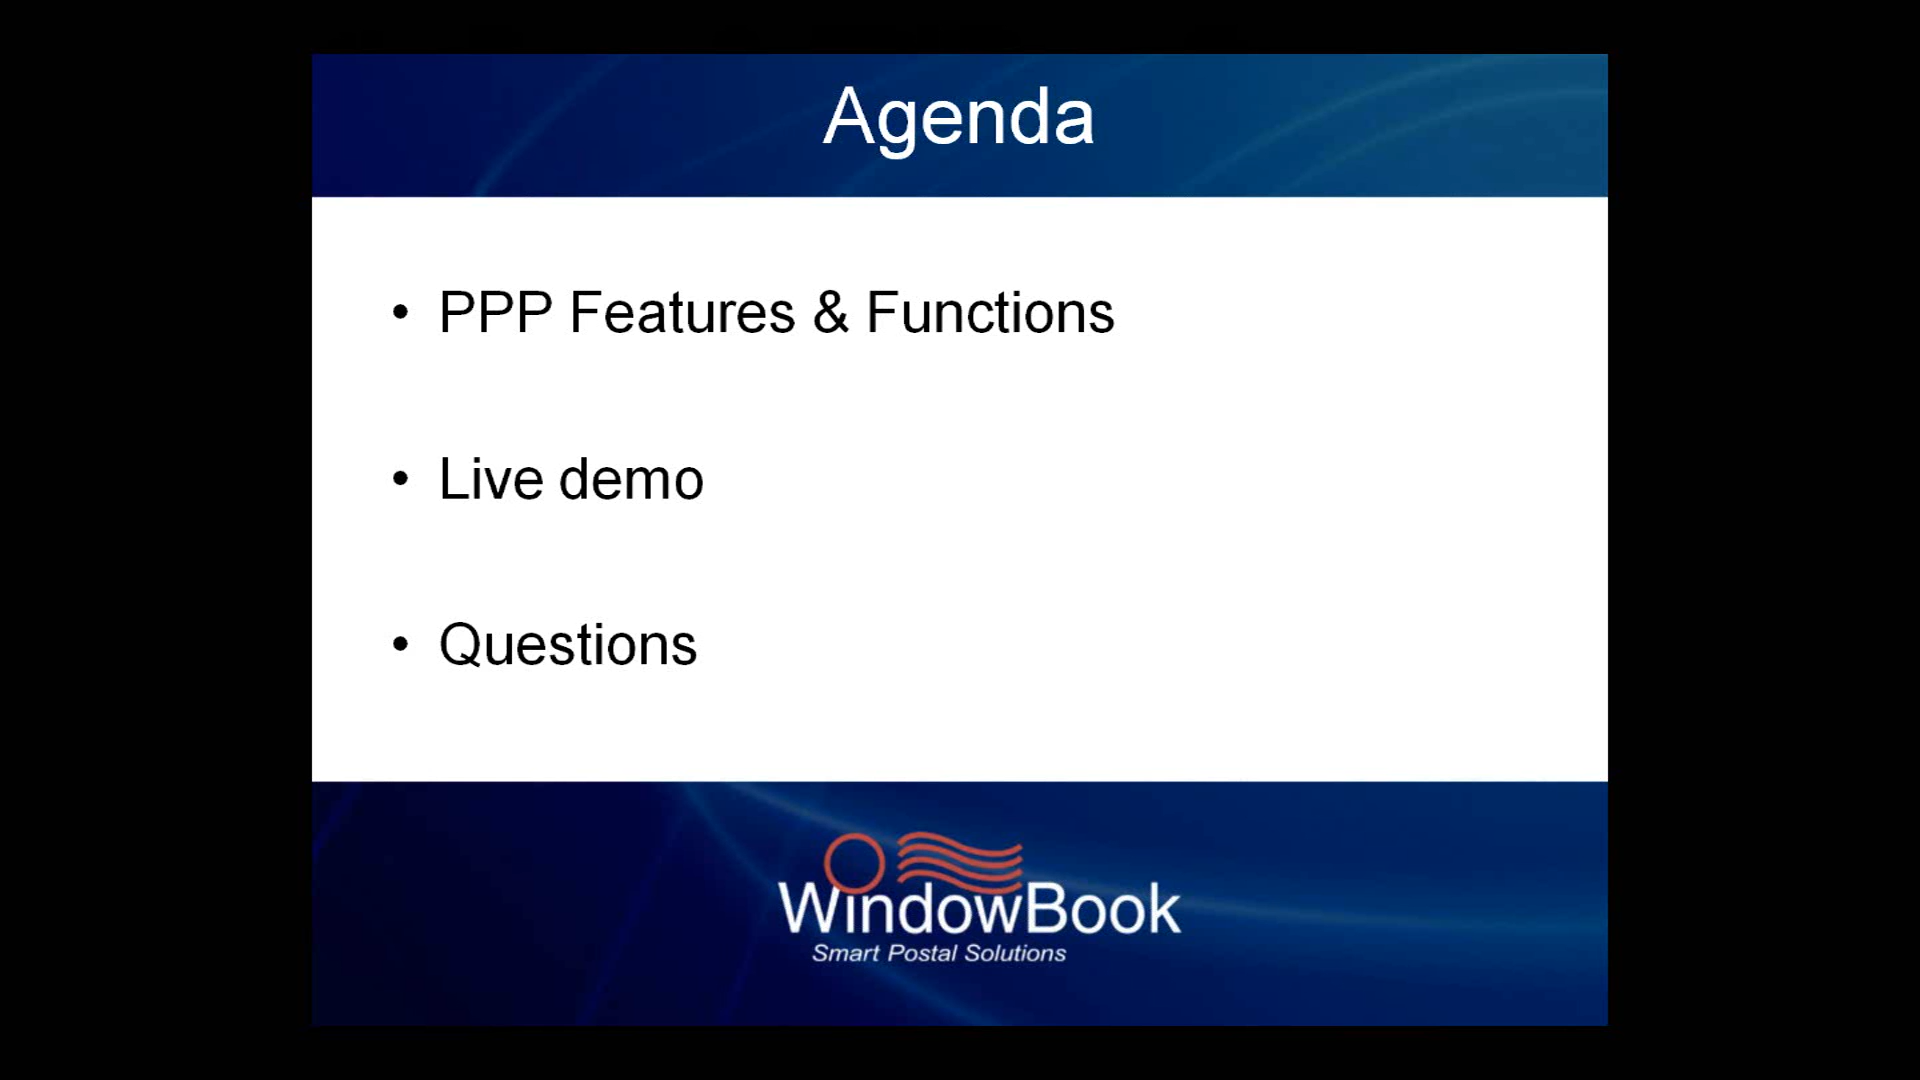 Agenda
• PPP Features & Functions
• Live demo
• Questions
WindowBook
Smart Postal Solutions